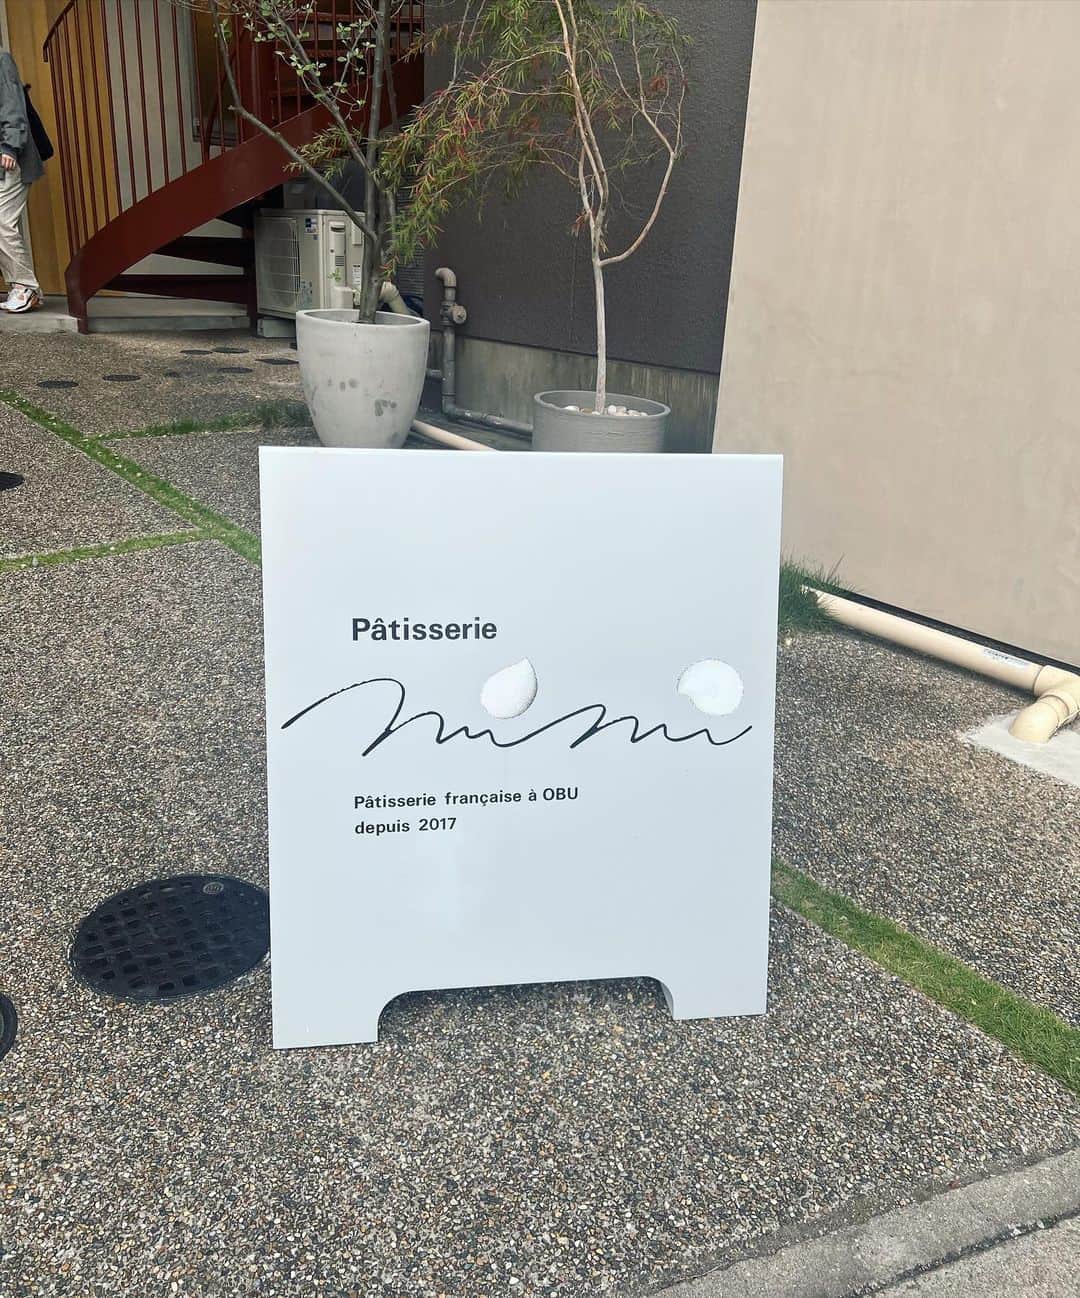 Pâtisserie
mimi
Pâtisserie française à OBU
depuis 2017